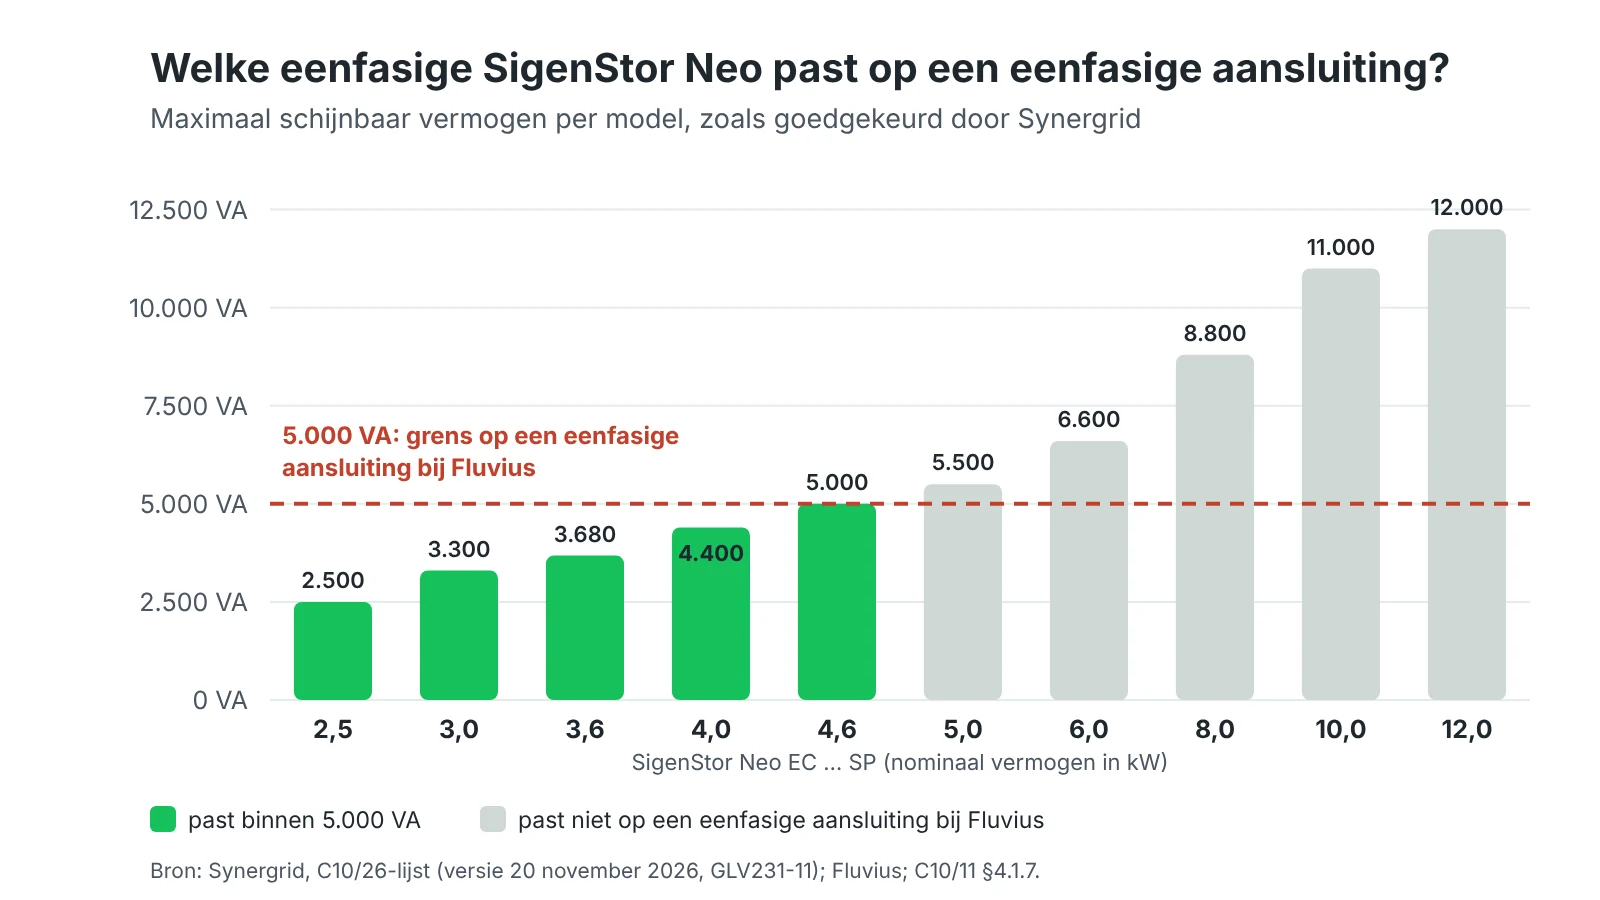 Welke eenfasige SigenStor Neo past op een eenfasige aansluiting?
Maximaal schijnbaar vermogen per model, zoals goedgekeurd door Synergrid
12.500 VA
10.000 VA
7.500 VA
5.000 VA
2.500 VA
0 VA
5.000 VA: grens op een eenfasige
aansluiting bij Fluvius
2.500
3.300
3.680
4.400
5.000
5.500
6.600
8.800
11.000
12.000
2,5
3,0
3,6
4,0
4,6
5,0
6,0
8,0
10,0
12,0
SigenStor Neo EC ... SP (nominaal vermogen in kW)
past binnen 5.000 VA
past niet op een eenfasige aansluiting bij Fluvius
Bron: Synergrid, C10/26-lijst (versie 20 november 2026, GLV231-11); Fluvius; C10/11 §4.1.7.